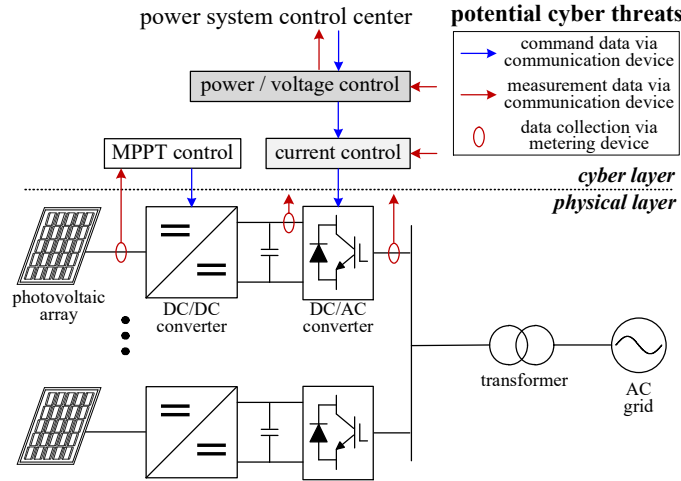 power system control center
potential cyber threats
command data via
communication device
measurement data via
communication device
data collection via
metering device
power / voltage control
MPPT control
current control
cyber layer
physical layer
photovoltaic
array
DC/DC
converter
DC/AC
converter
transformer
AC
grid